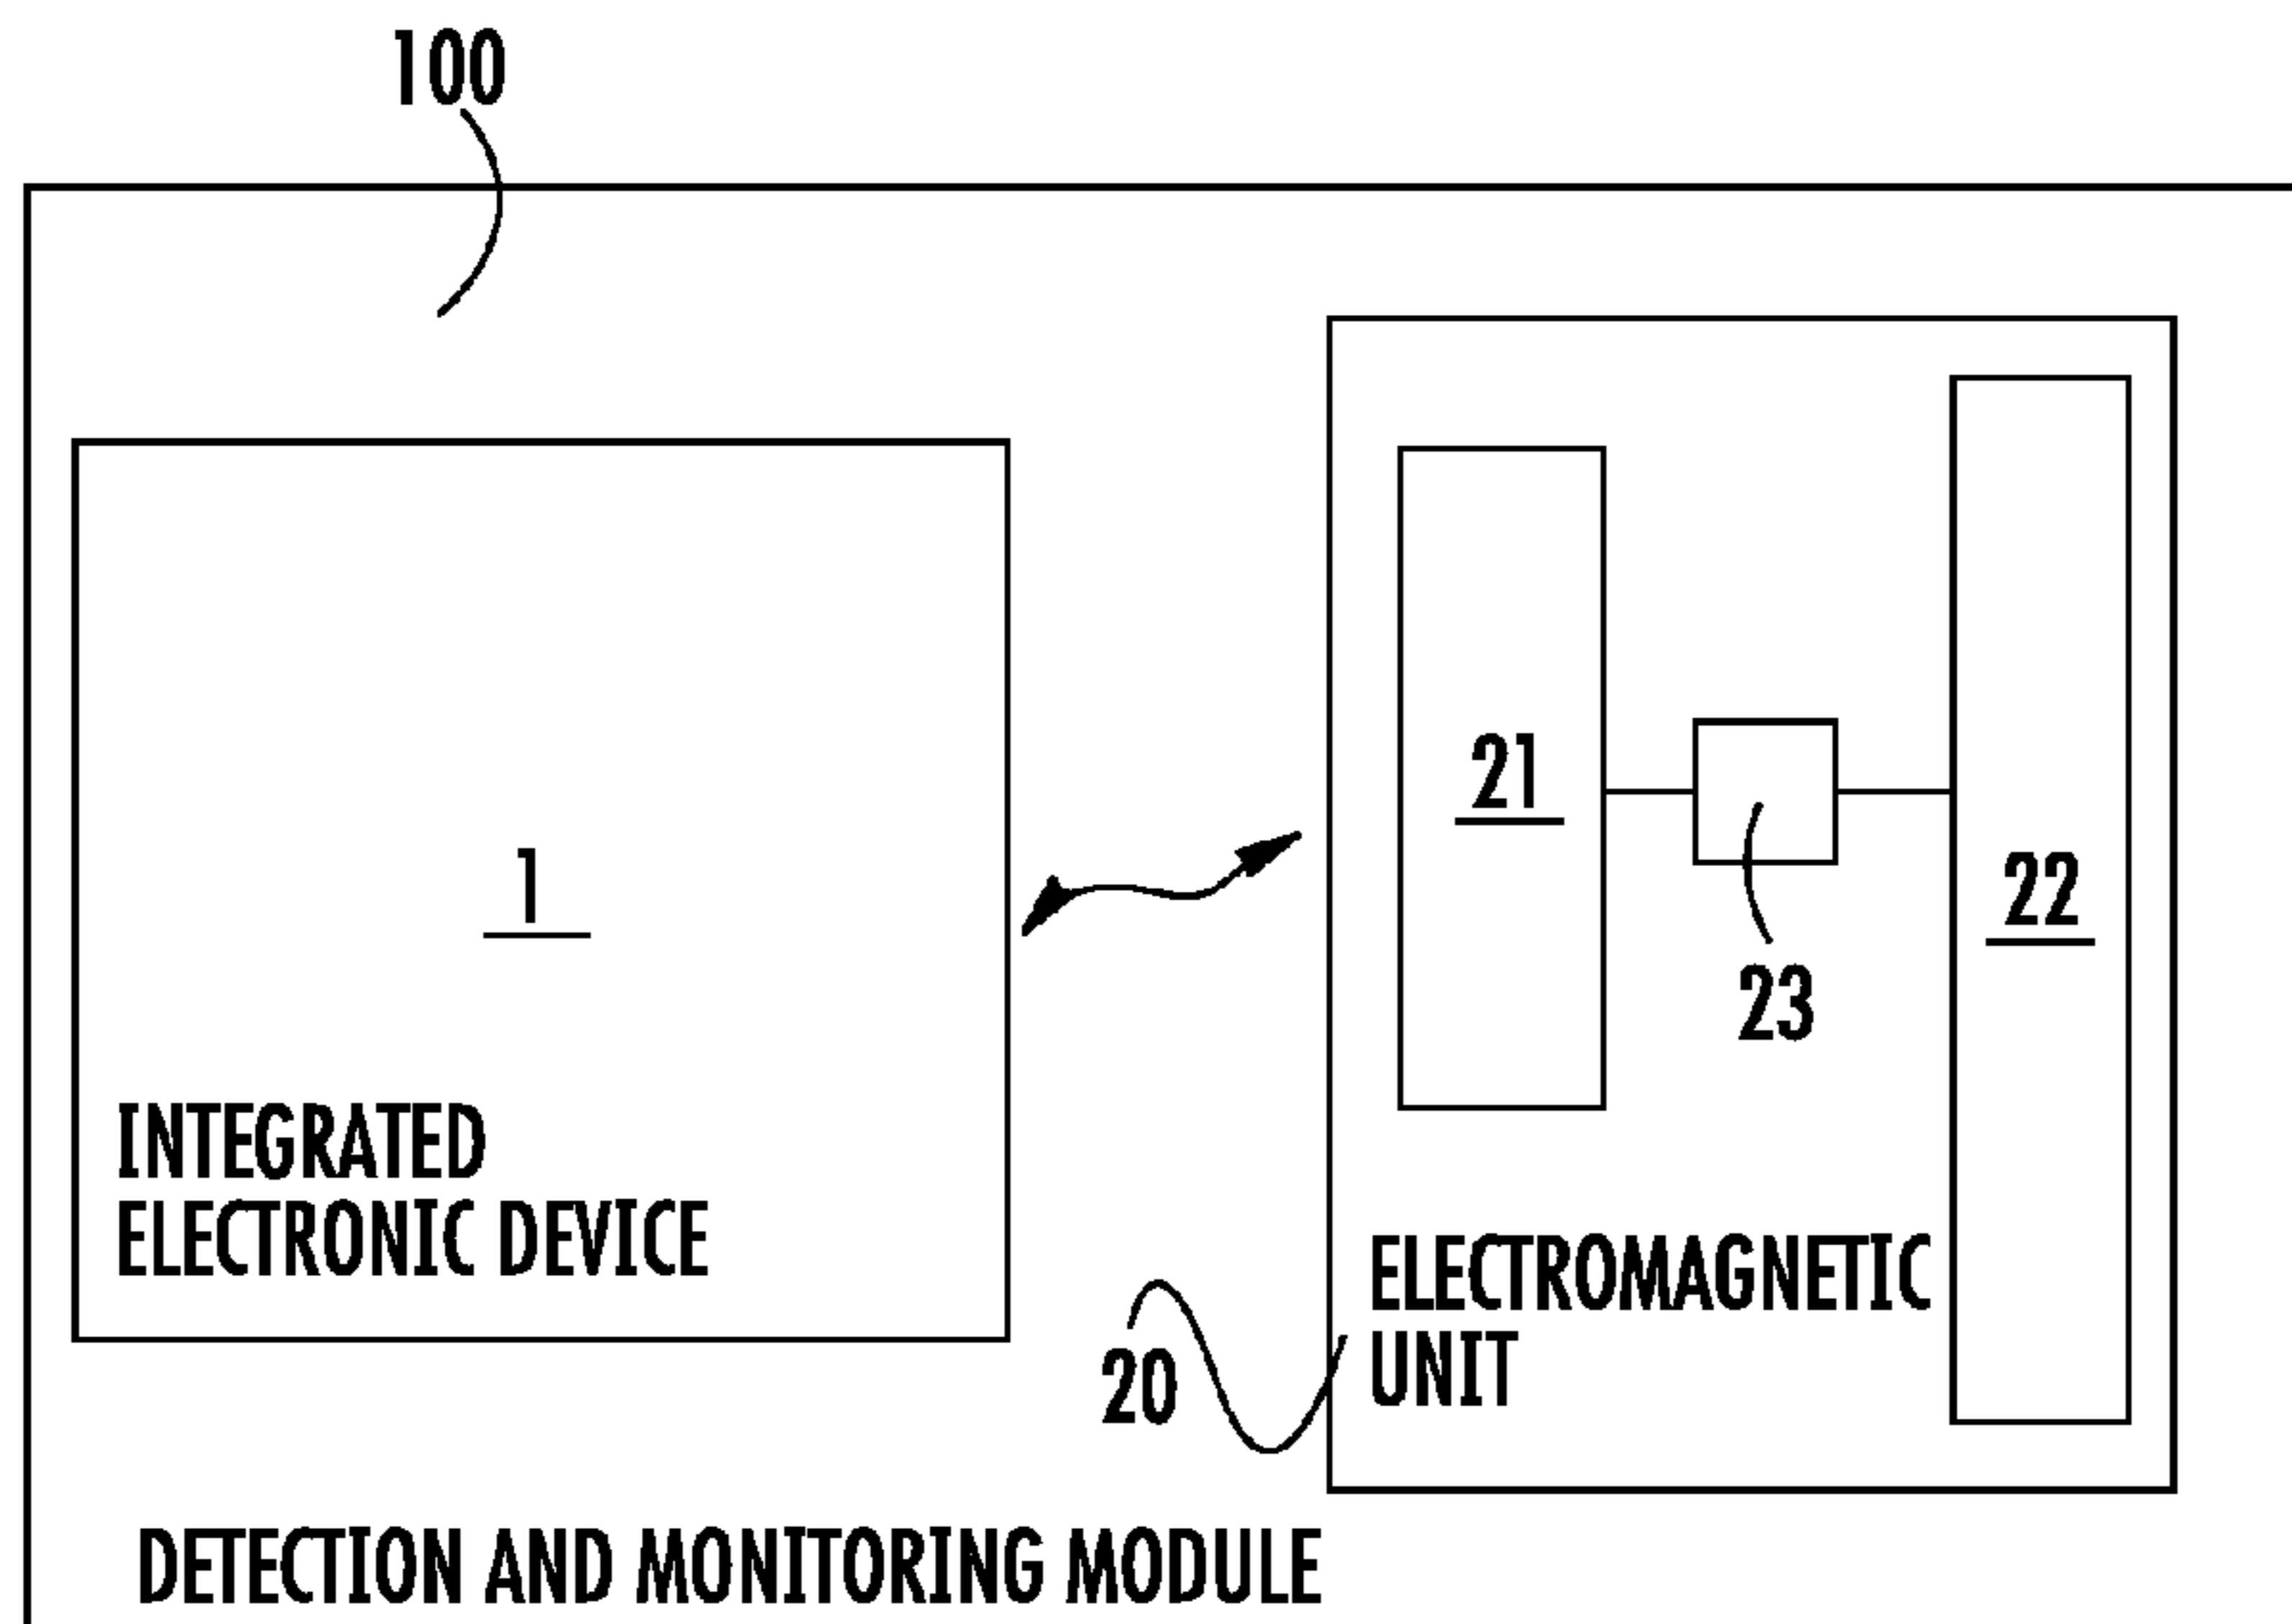 100
21
1
22
23
INTEGRATED
ELECTRONIC DEVICE
ELECTROMAGNETIC
UNIT
20
DETECTION AND MONITORING MODULE